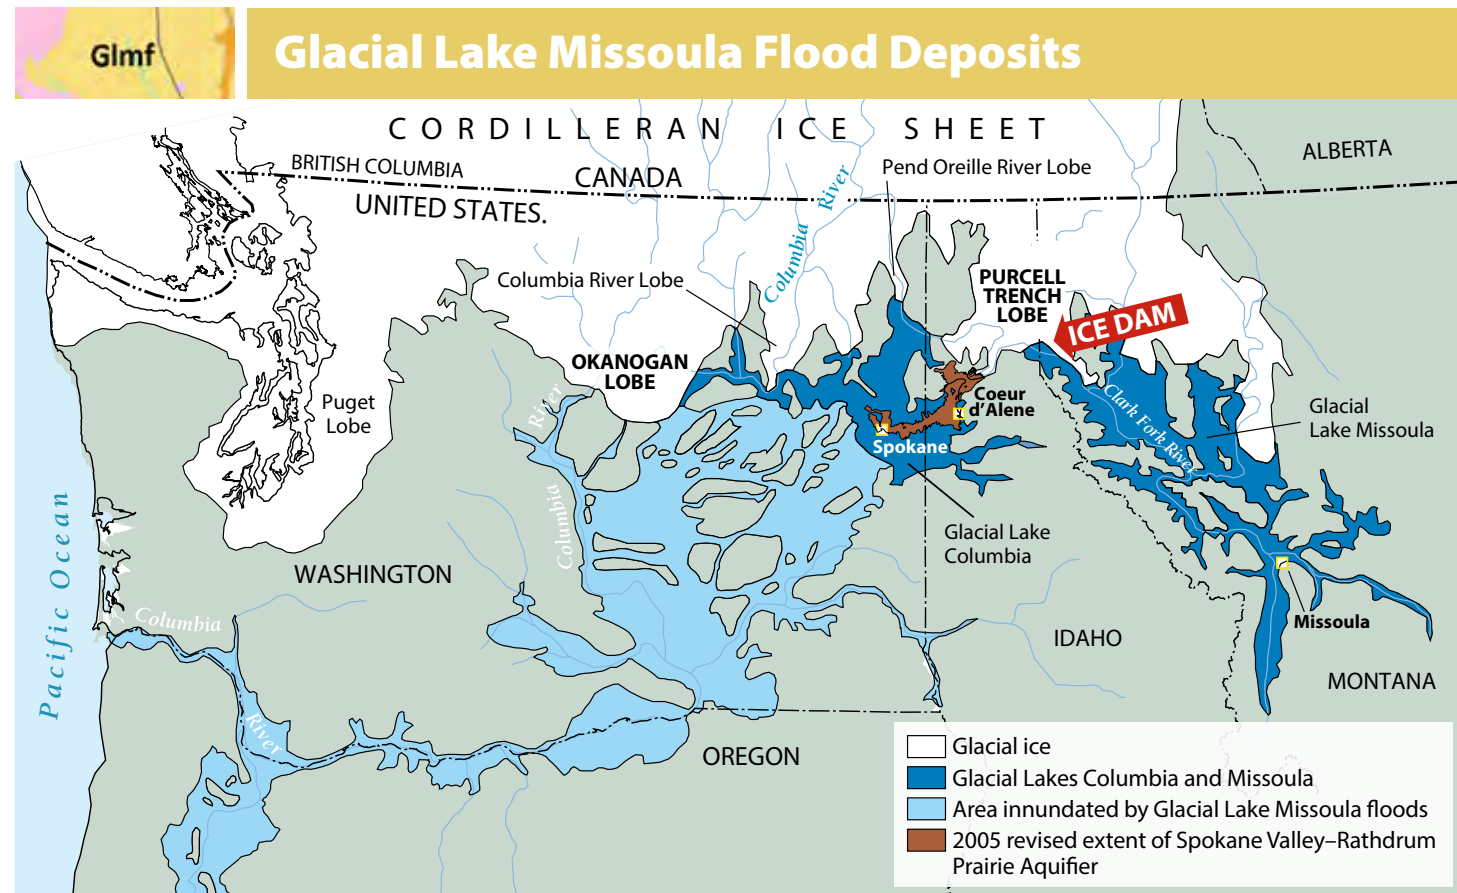 Glmf
Glacial Lake Missoula Flood Deposits
CORDILLERAN ICE SHEET
BRITISH COLUMBIA
CANADA
UNITED STATES.
ALBERTA
Pend Oreille River Lobe
Columbia River
Columbia River Lobe
PURCELL
TRENCH
LOBE
ICE DAM
OKANOGAN
LOBE
Puget
Lobe
Columbia River
Coeur
d’Alene
Spokane
Clark Fork River
Glacial
Lake Missoula
Glacial Lake
Columbia
WASHINGTON
Pacific Ocean
Columbia River
IDAHO
Missoula
MONTANA
OREGON
Glacial ice
Glacial Lakes Columbia and Missoula
Area innundated by Glacial Lake Missoula floods
2005 revised extent of Spokane Valley–Rathdrum
Prairie Aquifier